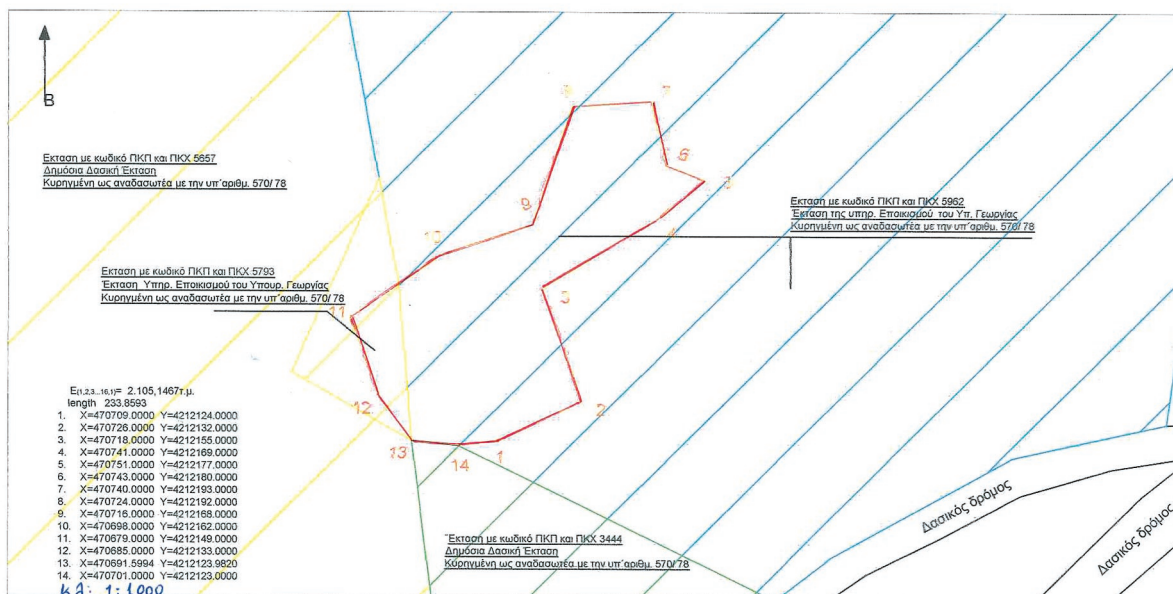 Β
Εκταση με κωδικό ΠΚΠ και ΠΚΧ 5657
Δημόσια Δασική Έκταση
Κυρηγμένη ως αναδασωτέα με την υπ΄αριθμ. 570/78
8
7
6
5
4
9
10
3
11
12
2
13
14
1
Εκταση με κωδικό ΠΚΠ και ΠΚΧ 5962
Έκταση της υπηρ. Εποικισμού του Υπ. Γεωργίας
Κυρηγμένη ως αναδασωτέα με την υπ΄αριθμ. 570/78
Εκταση με κωδικό ΠΚΠ και ΠΚΧ 5793
Έκταση Υπηρ. Εποικισμού του Υπουρ. Γεωργίας
Κυρηγμένη ως αναδασωτέα με την υπ΄αριθμ. 570/78
E(1,2,3...16,1)= 2.105,1467τ.μ.
length 233.8593
1. X=470709.0000 Y=4212124.0000
2. X=470726.0000 Y=4212132.0000
3. X=470718.0000 Y=4212155.0000
4. X=470741.0000 Y=4212169.0000
5. X=470751.0000 Y=4212177.0000
6. X=470743.0000 Y=4212180.0000
7. X=470740.0000 Y=4212193.0000
8. X=470724.0000 Y=4212192.0000
9. X=470716.0000 Y=4212168.0000
10. X=470698.0000 Y=4212162.0000
11. X=470679.0000 Y=4212149.0000
12. X=470685.0000 Y=4212133.0000
13. X=470691.5994 Y=4212123.9820
14. X=470701.0000 Y=4212123.0000
κλ: 1:1000
Έκταση με κωδικό ΠΚΠ και ΠΚΧ 3444
Δημόσια Δασική Έκταση
Κυρηγμένη ως αναδασωτέα με την υπ΄αριθμ. 570/78
Δασικός δρόμος
Δασικός δρόμος